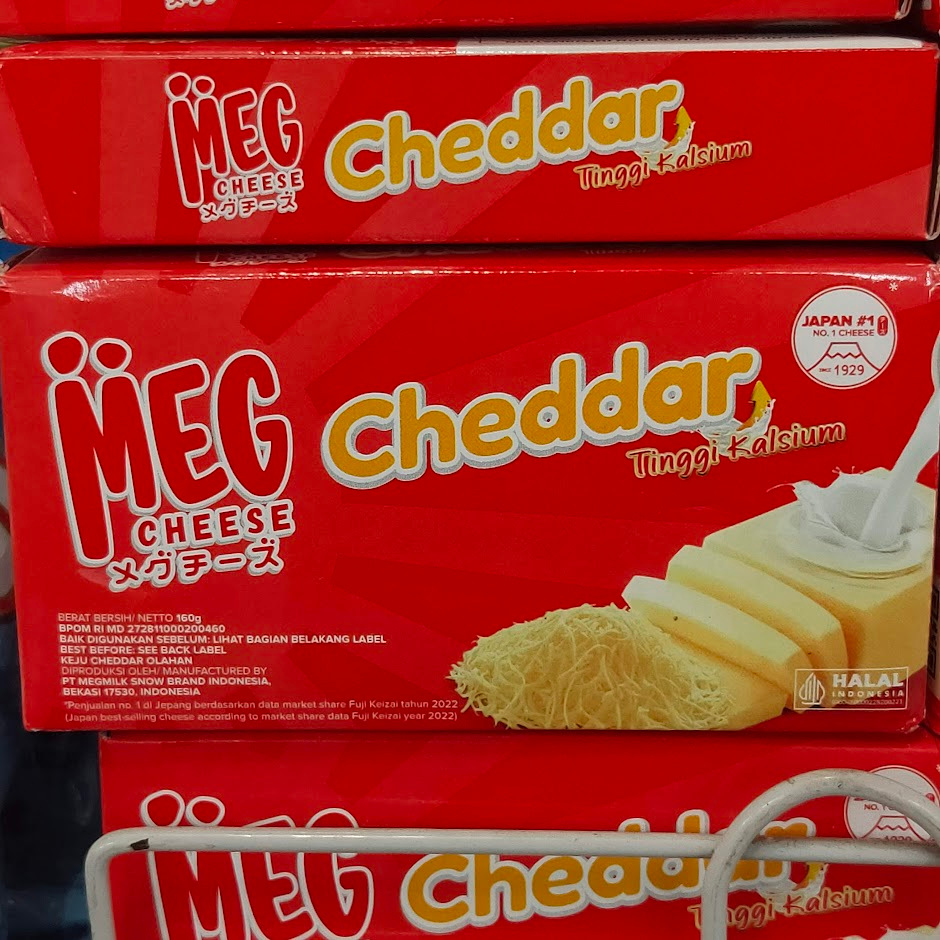 MEG
CHEESE
メグチーズ
Cheddar
Tinggi Kalsium
MEG
CHEESE
メグチーズ
Cheddar
Tinggi Kalsium
JAPAN #1
NO. 1 CHEESE
SINCE 1929
*
BERAT BERSIH/ NETTO 160g
BPOM RI MD 272811000200460
BAIK DIGUNAKAN SEBELUM: LIHAT BAGIAN BELAKANG LABEL
BEST BEFORE: SEE BACK LABEL
KEJU CHEDDAR OLAHAN
DIPRODUKSI OLEH/ MANUFACTURED BY
PT MEGMILK SNOW BRAND INDONESIA,
BEKASI 17530, INDONESIA
*Penjualan no. 1 di Jepang berdasarkan data market share Fuji Keizai tahun 2022
(Japan best-selling cheese according to market share data Fuji Keizai year 2022)
HALAL
INDONESIA
MEG
Cheddar
Tinggi Kalsium